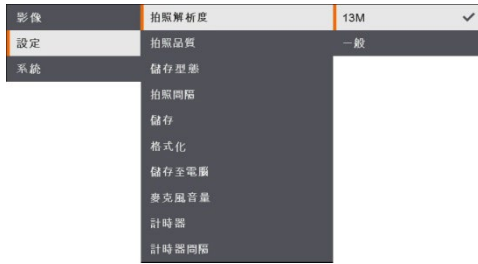 影像
設定
系統
拍照解析度
拍照品質
儲存型態
拍照間隔
儲存
格式化
儲存至電腦
麥克風音量
計時器
計時器間隔
13M
一般